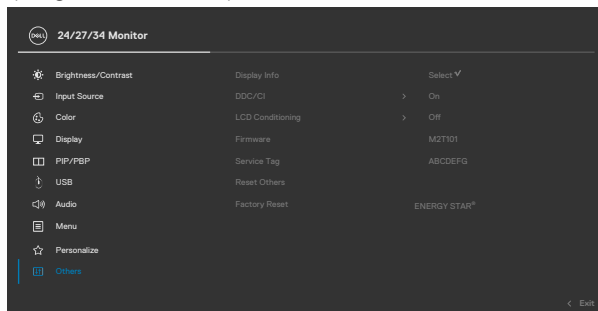 DELL 24/27/34 Monitor
Brightness/Contrast Display Info Select
Input Source DDC/CI > On
Color LCD Conditioning > Off
Display Firmware M2T101
PIP/PBP Service Tag ABCDEFG
USB Reset Others
Audio Factory Reset ENERGY STAR®
Menu
Personalize
Others
< Exit